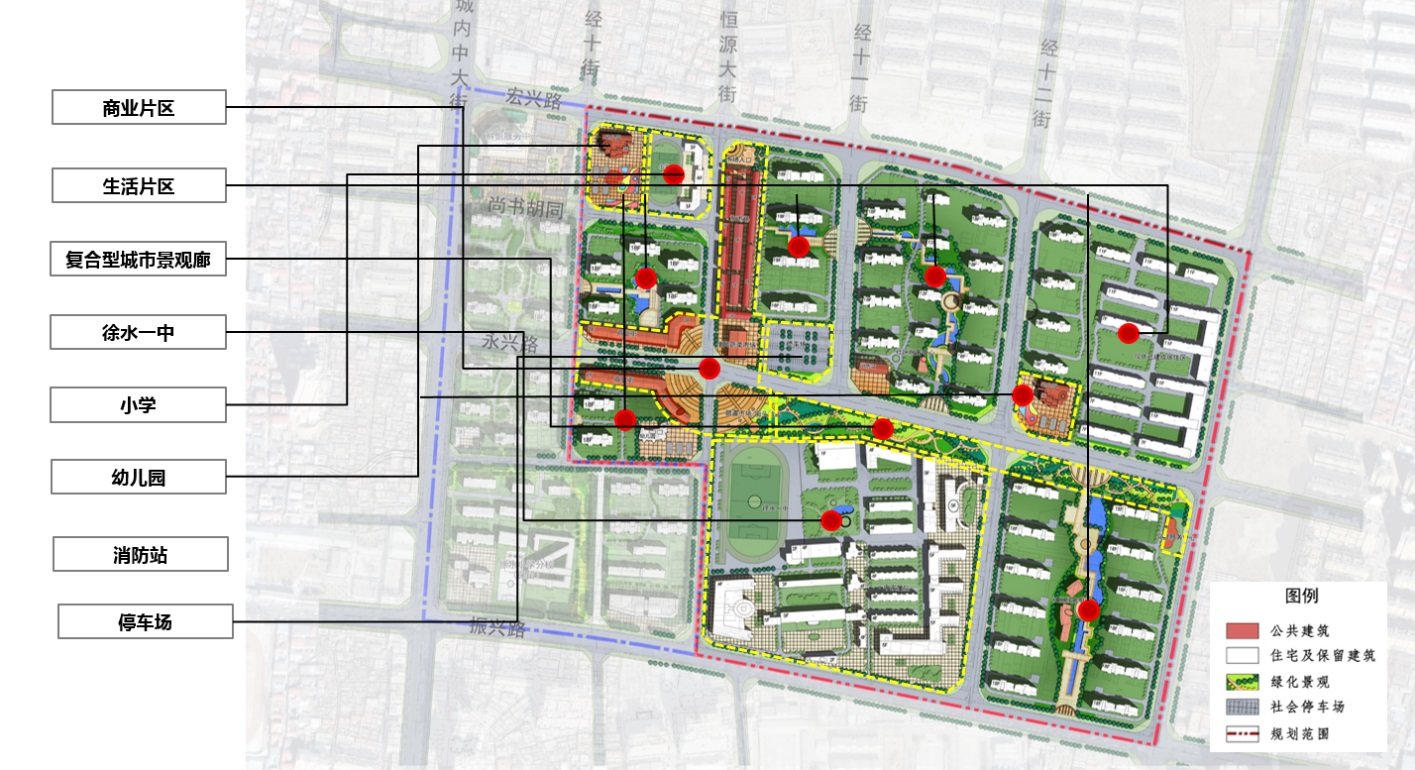 城内中大街
经十街
恒源大街
经十一街
经十二街
宏兴路
尚书胡同
永兴路
振兴路
商业片区
生活片区
复合型城市景观廊
徐水一中
小学
幼儿园
消防站
停车场
图例
公共建筑
住宅及保留建筑
绿化景观
社会停车场
规划范围